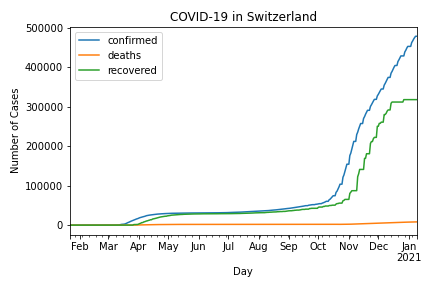 COVID-19 in Switzerland
500000
400000
300000
200000
100000
0
Number of Cases
confirmed
deaths
recovered
Feb Mar Apr May Jun Jul Aug Sep Oct Nov Dec Jan
2021
Day